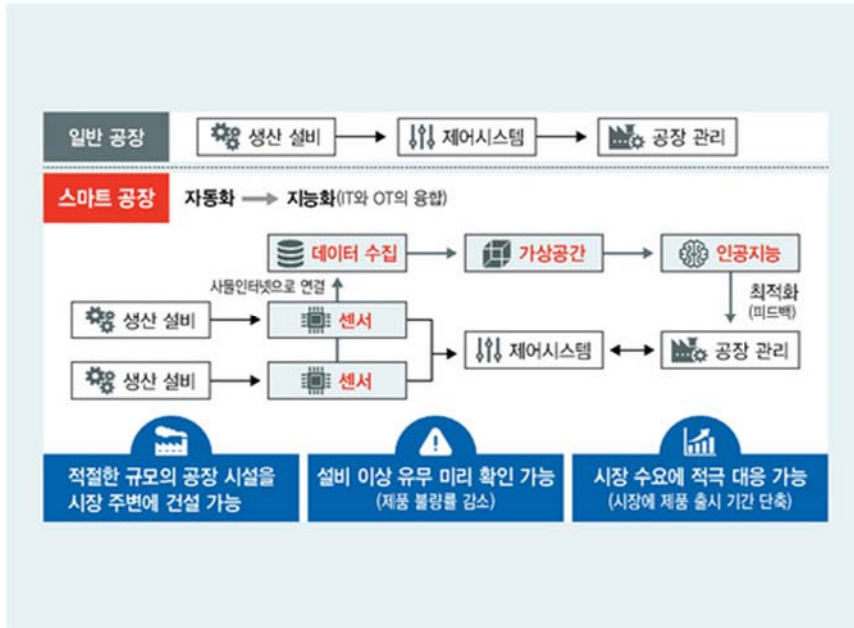 일반 공장
생산 설비
제어시스템
공장 관리
스마트 공장
자동화
지능화(IT와 OT의 융합)
데이터 수집
가상공간
인공지능
사물인터넷으로 연결
최적화
(피드백)
생산 설비
센서
제어시스템
공장 관리
생산 설비
센서
적절한 규모의 공장 시설을
시장 주변에 건설 가능
설비 이상 유무 미리 확인 가능
(제품 불량률 감소)
시장 수요에 적극 대응 가능
(시장에 제품 출시 기간 단축)